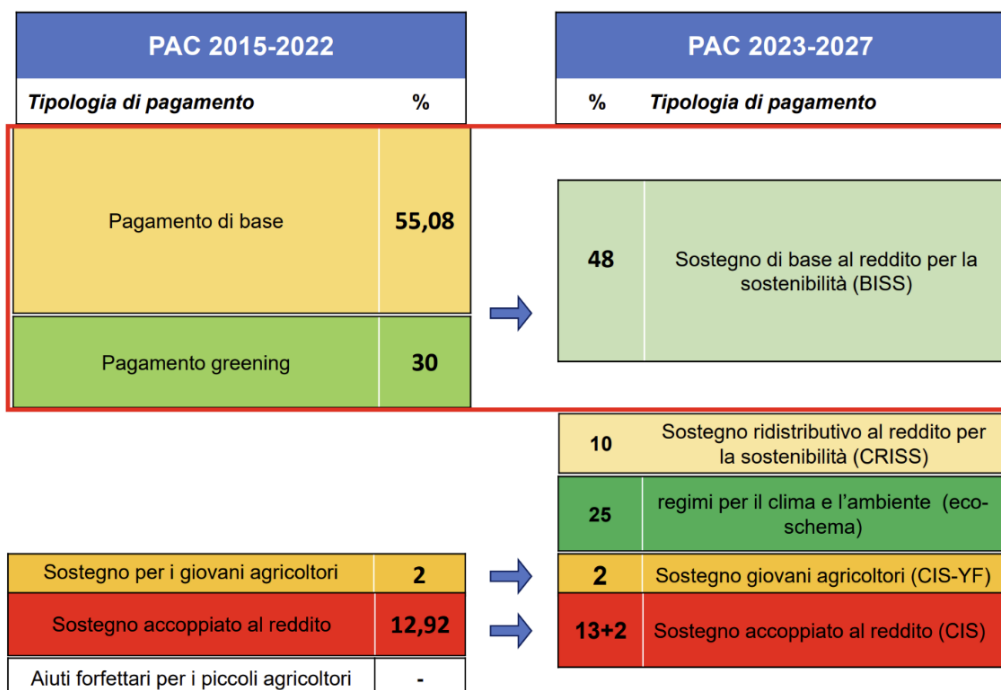 PAC 2015-2022
Tipologia di pagamento %
Pagamento di base 55,08
Pagamento greening 30
Sostegno per i giovani agricoltori 2
Sostegno accoppiato al reddito 12,92
Aiuti forfettari per i piccoli agricoltori -
PAC 2023-2027
% Tipologia di pagamento
48 Sostegno di base al reddito per la
sostenibilità (BISS)
10 Sostegno ridistributivo al reddito per
la sostenibilità (CRISS)
25 regimi per il clima e l'ambiente (eco-
schema)
2 Sostegno giovani agricoltori (CIS-YF)
13+2 Sostegno accoppiato al reddito (CIS)